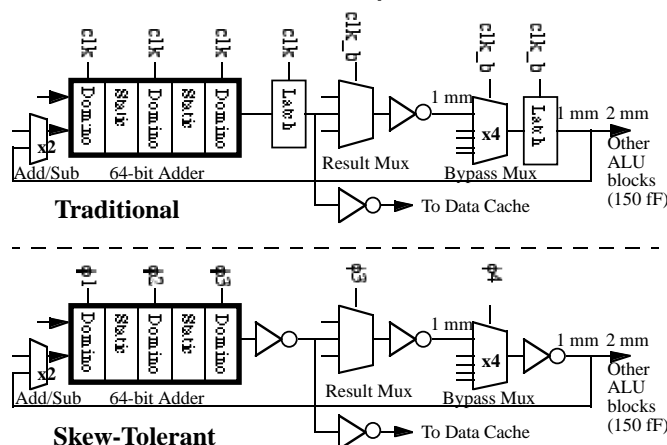 clk clk clk clk clk_b clk_b clk_b
Domino Static Domino Static Domino Latch 1 mm x4 Latch 1 mm 2 mm
x2
Add/Sub 64-bit Adder Result Mux Bypass Mux
Other
ALU
blocks
(150 fF)
Traditional
To Data Cache
ϕ1 ϕ2 ϕ3 ϕ3 ϕ4
Domino Static Domino Static Domino 1 mm x4 1 mm 2 mm
x2
Add/Sub 64-bit Adder Result Mux Bypass Mux
Other
ALU
blocks
(150 fF)
Skew-Tolerant
To Data Cache